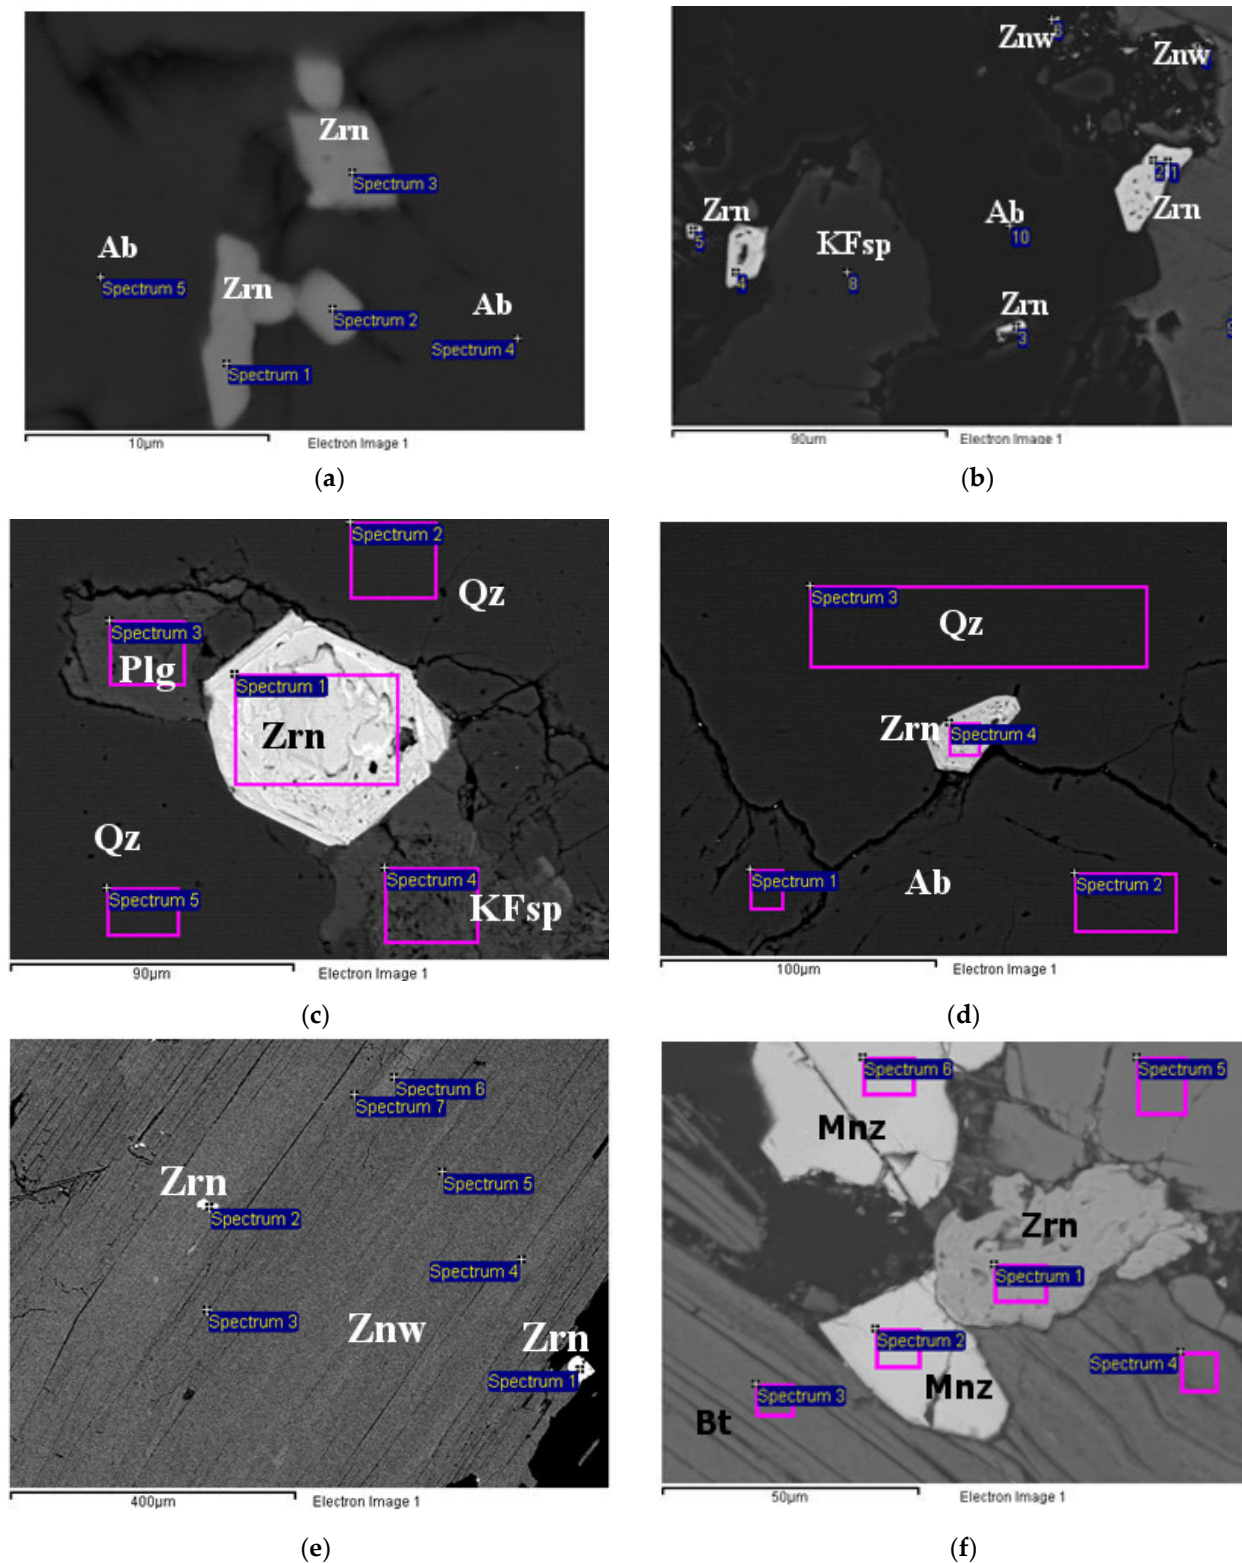 Zrn
Spectrum 3
Ab
Spectrum 5
Zrn
Spectrum 2
Ab
Spectrum 4
Spectrum 1
10µm
Electron Image 1
(a)
Znw
6
Znw
2 1
Zrn
Zrn
5
4
KFsp
8
Ab
10
Zrn
3
9
90µm
Electron Image 1
(b)
Spectrum 2
Qz
Spectrum 3
Plg
Spectrum 1
Zrn
Qz
Spectrum 5
Spectrum 4
KFsp
90µm
Electron Image 1
(c)
Spectrum 3
Qz
Zrn
Spectrum 4
Spectrum 1
Ab
Spectrum 2
100µm
Electron Image 1
(d)
Spectrum 6
Spectrum 7
Zrn
Spectrum 2
Spectrum 5
Spectrum 4
Spectrum 3
Znw
Zrn
Spectrum 1
400µm
Electron Image 1
(e)
Spectrum 6
Spectrum 5
Mnz
Zrn
Spectrum 1
Spectrum 2
Spectrum 4
Spectrum 3
Mnz
Bt
50µm
Electron Image 1
(f)